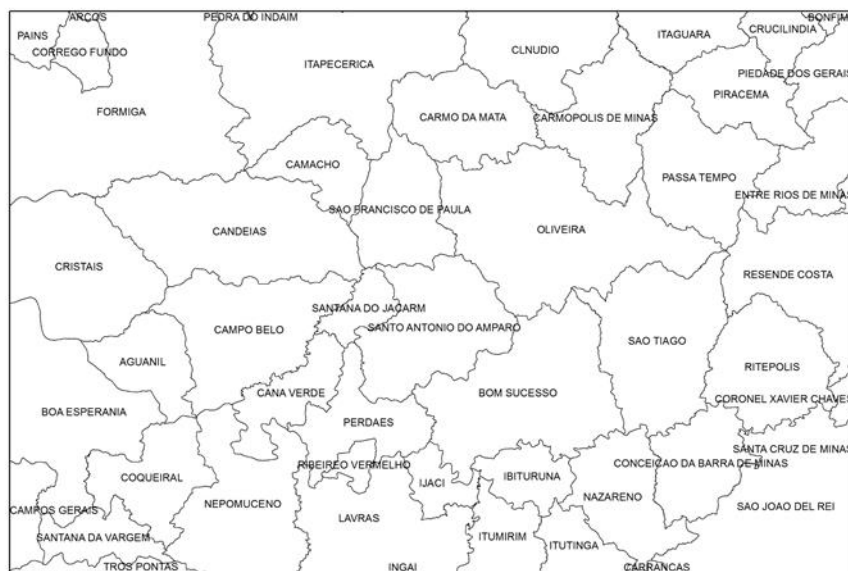 ARCOS
PEDRA DO INDAIM
BONFIM
PAINS
CORREGO FUNDO
ITAPECERICA
CLNUDIO
ITAGUARA
CRUCILINDIA
PIEDADE DOS GERAIS
PIRACEMA
FORMIGA
CARMO DA MATA
CARMOPOLIS DE MINAS
CAMACHO
PASSA TEMPO
ENTRE RIOS DE MINAS
SAO FRANCISCO DE PAULA
CANDEIAS
OLIVEIRA
CRISTAIS
RESENDE COSTA
SANTANA DO JACARM
CAMPO BELO
SANTO ANTONIO DO AMPARO
SAO TIAGO
AGUANIL
RITEPOLIS
CANA VERDE
BOM SUCESSO
CORONEL XAVIER CHAVES
BOA ESPERANIA
PERDAES
SANTA CRUZ DE MINAS
RIBEIREO VERMELHO
CONCEICAO DA BARRA DE MINAS
COQUEIRAL
IJACI
IBITURUNA
NAZARENO
NEPOMUCENO
SAO JOAO DEL REI
CAMPOS GERAIS
LAVRAS
SANTANA DA VARGEM
ITUMIRIM
ITUTINGA
TROS PONTAS
INGAI
CARRANCAS